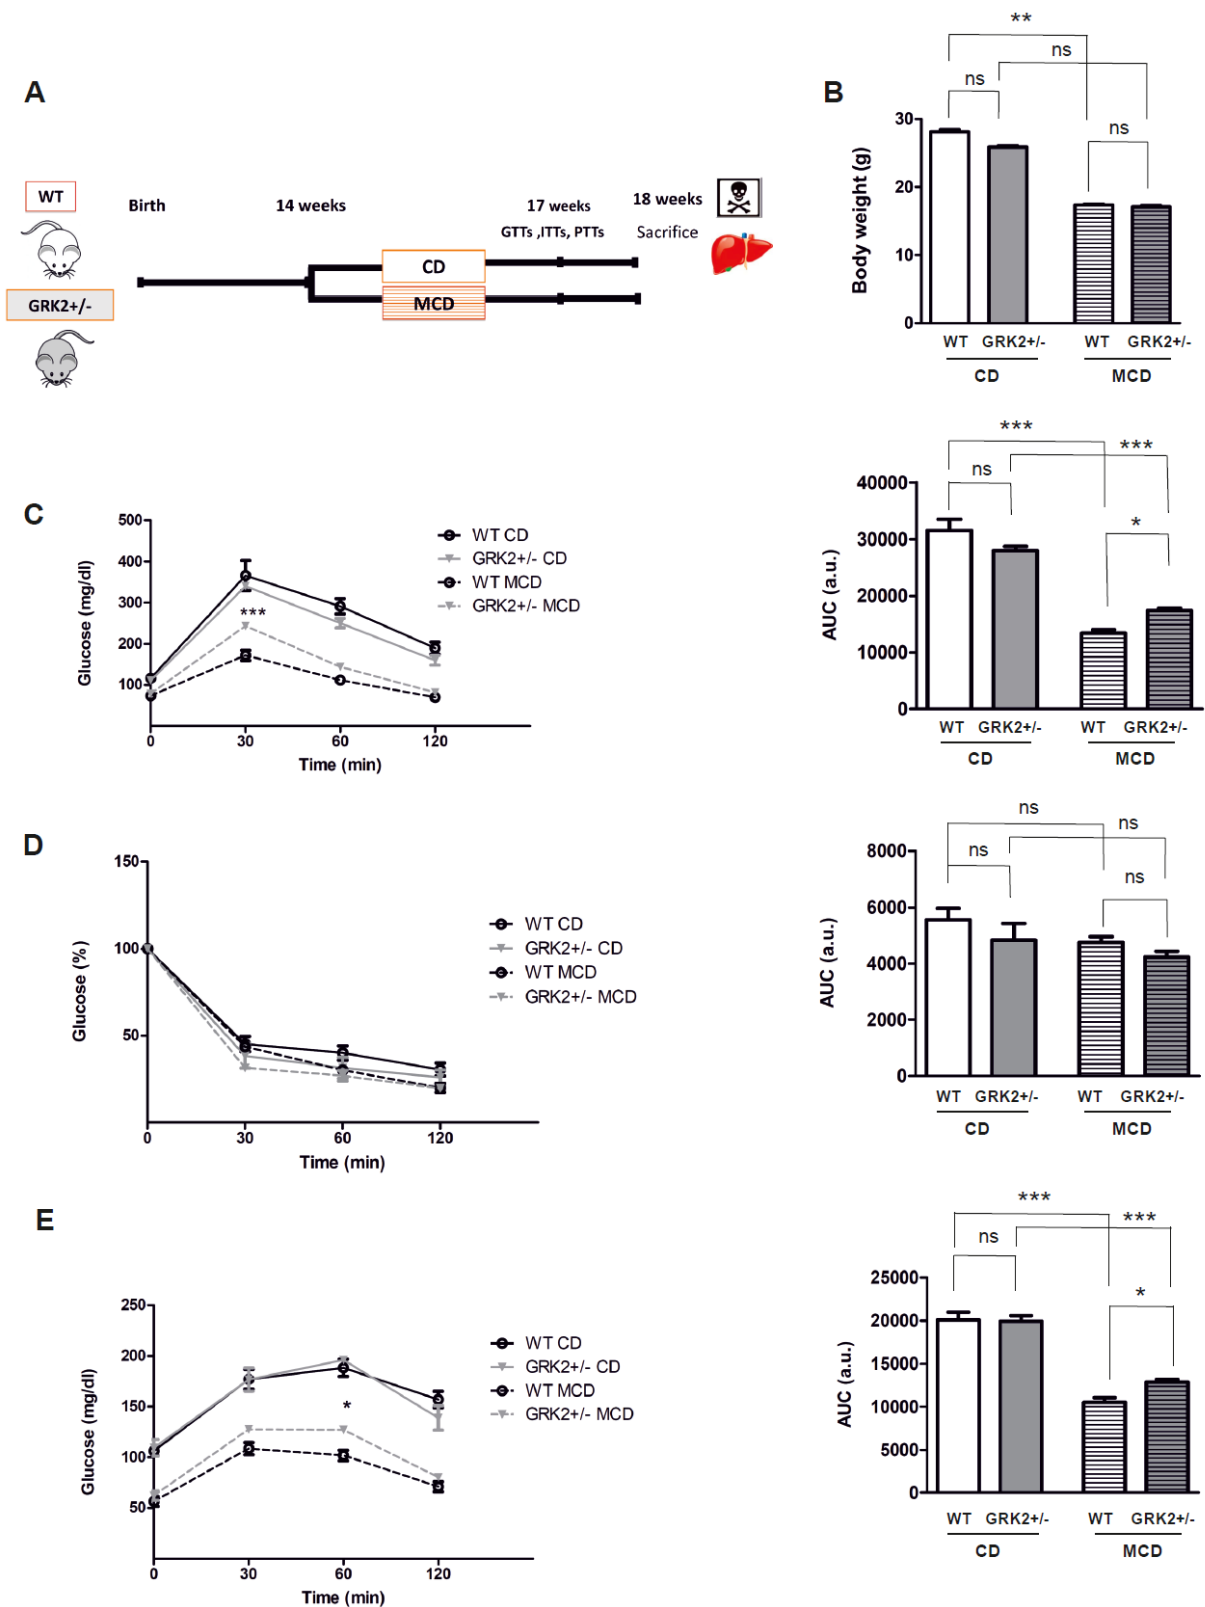 A
WT
GRK2+/-
Birth
14 weeks
17 weeks
GTTs ,ITTs, PTTs
18 weeks
Sacrifice
CD
MCD
B
**
ns
ns
ns
Body weight (g)
30
20
10
0
WT GRK2+/- WT GRK2+/-
CD MCD
C
Glucose (mg/dl)
500
400
300
200
100
***
0 30 60 120
Time (min)
WT CD
GRK2+/- CD
WT MCD
GRK2+/- MCD
***
***
ns
*
AUC (a.u.)
40000
30000
20000
10000
0
WT GRK2+/- WT GRK2+/-
CD MCD
D
Glucose (%)
150
100
50
0 30 60 120
Time (min)
WT CD
GRK2+/- CD
WT MCD
GRK2+/- MCD
ns
ns
ns
ns
AUC (a.u.)
8000
6000
4000
2000
0
WT GRK2+/- WT GRK2+/-
CD MCD
E
Glucose (mg/dl)
250
200
150
100
50
*
0 30 60 120
Time (min)
WT CD
GRK2+/- CD
WT MCD
GRK2+/- MCD
***
***
ns
*
AUC (a.u.)
25000
20000
15000
10000
5000
0
WT GRK2+/- WT GRK2+/-
CD MCD